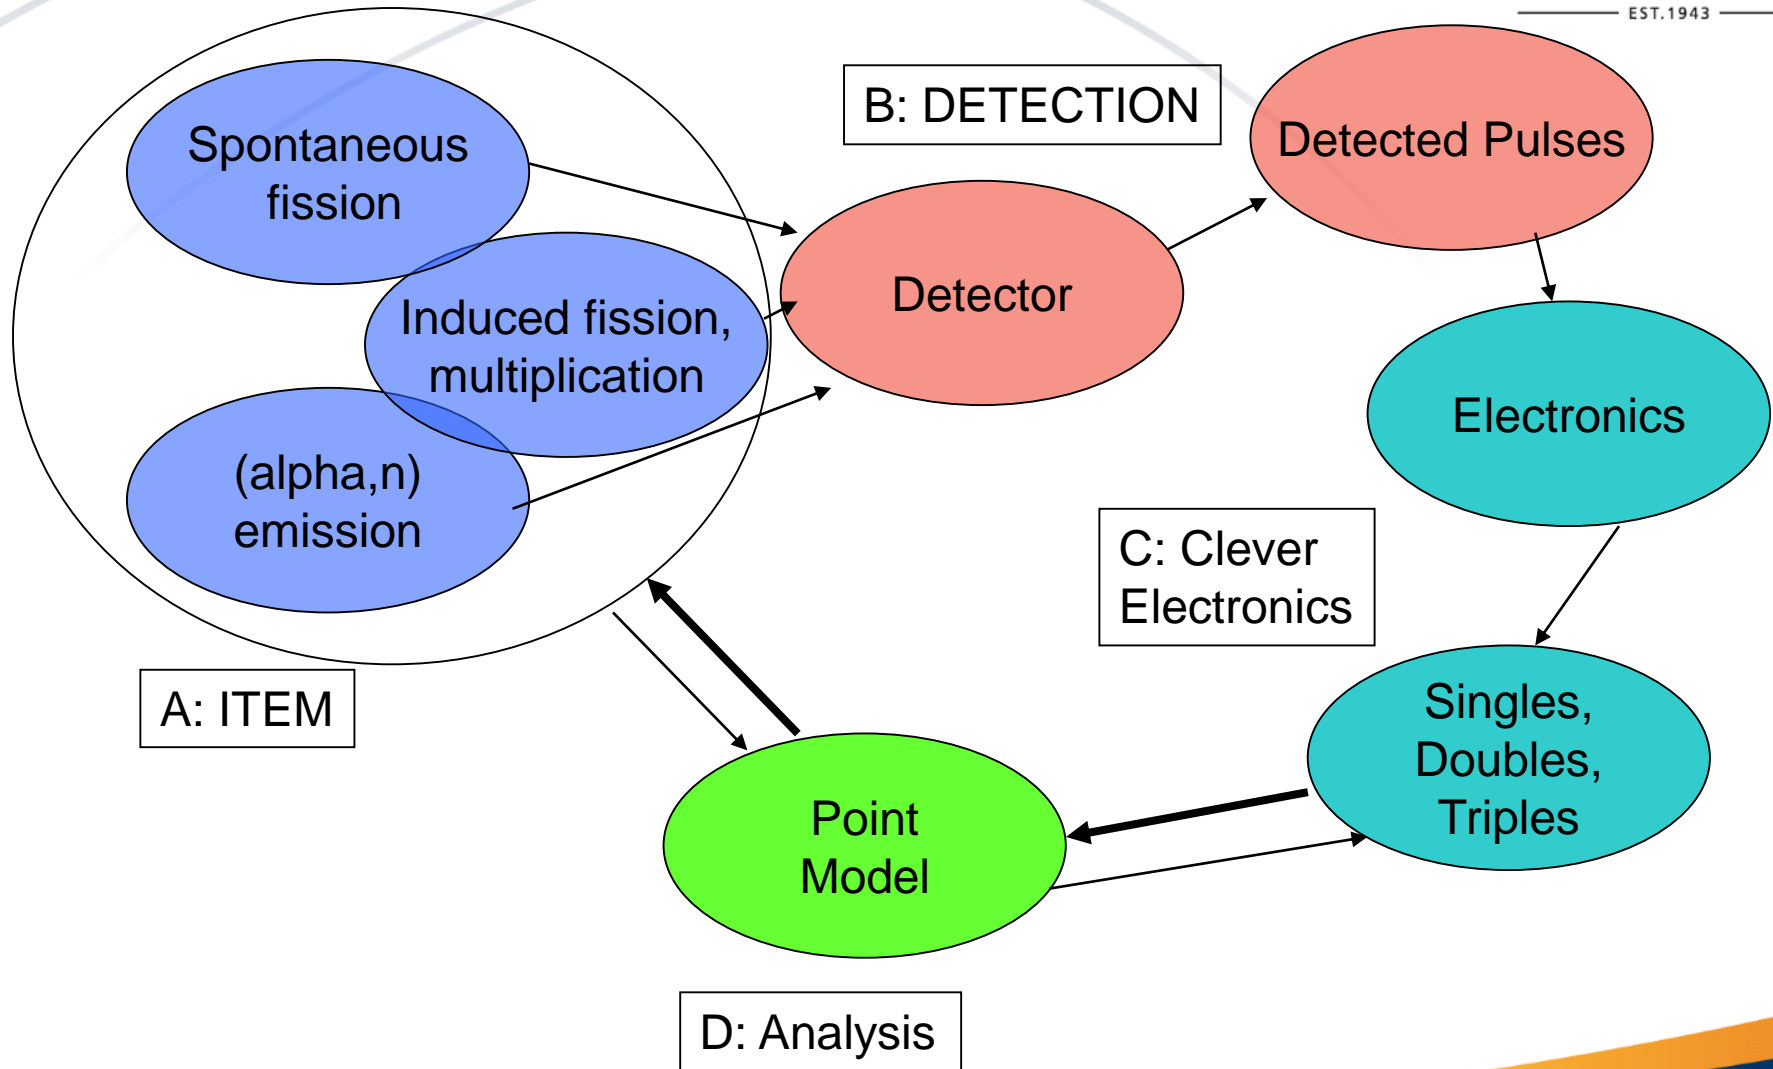 EST.1943
Spontaneous
fission
Induced fission,
multiplication
(alpha,n)
emission
A: ITEM
B: DETECTION
Detector
Detected Pulses
Electronics
C: Clever
Electronics
Singles,
Doubles,
Triples
Point
Model
D: Analysis